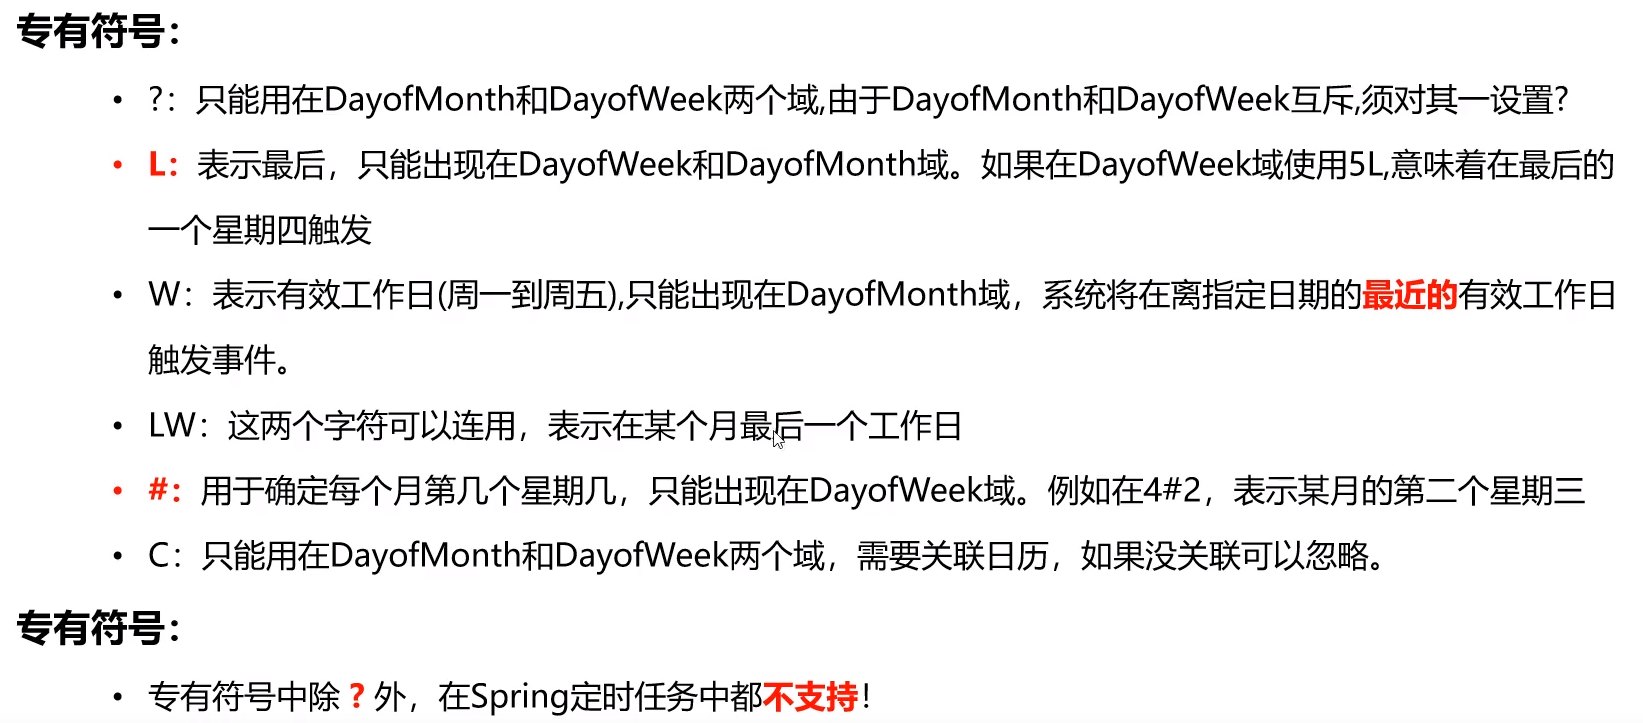 专有符号：
• ?：只能用在DayofMonth和DayofWeek两个域,由于DayofMonth和DayofWeek互斥,须对其一设置?
• L：表示最后，只能出现在DayofWeek和DayofMonth域。如果在DayofWeek域使用5L,意味着在最后的
一个星期四触发
• W：表示有效工作日(周一到周五),只能出现在DayofMonth域，系统将在离指定日期的最近的有效工作日
触发事件。
• LW：这两个字符可以连用，表示在某个月最后一个工作日
• #：用于确定每个月第几个星期几，只能出现在DayofWeek域。例如在4#2，表示某月的第二个星期三
• C：只能用在DayofMonth和DayofWeek两个域，需要关联日历，如果没关联可以忽略。
专有符号：
• 专有符号中除 ? 外，在Spring定时任务中都不支持！